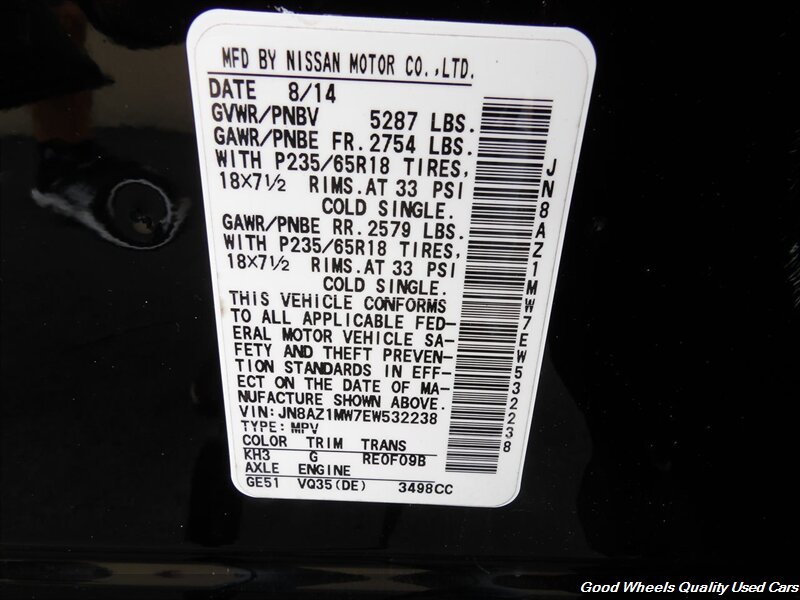 MFD BY NISSAN MOTOR CO.,LTD.
DATE 8/14
GVWR/PNBV 5287 LBS.
GAWR/PNBE FR. 2754 LBS.
WITH P235/65R18 TIRES,
18X7½ RIMS. AT 33 PSI
COLD SINGLE.
GAWR/PNBE RR. 2579 LBS.
WITH P235/65R18 TIRES,
18X7½ RIMS. AT 33 PSI
COLD SINGLE.
THIS VEHICLE CONFORMS
TO ALL APPLICABLE FED-
ERAL MOTOR VEHICLE SA-
FETY AND THEFT PREVEN-
TION STANDARDS IN EFF-
ECT ON THE DATE OF MA-
NUFACTURE SHOWN ABOVE.
VIN: JN8AZ1MW7EW532238
TYPE: MPV
COLOR TRIM TRANS
KH3 G RE0F09B
AXLE ENGINE
GE51 VQ35(DE) 3498CC
JN8AZ1MW7EW532238
Good Wheels Quality Used Cars